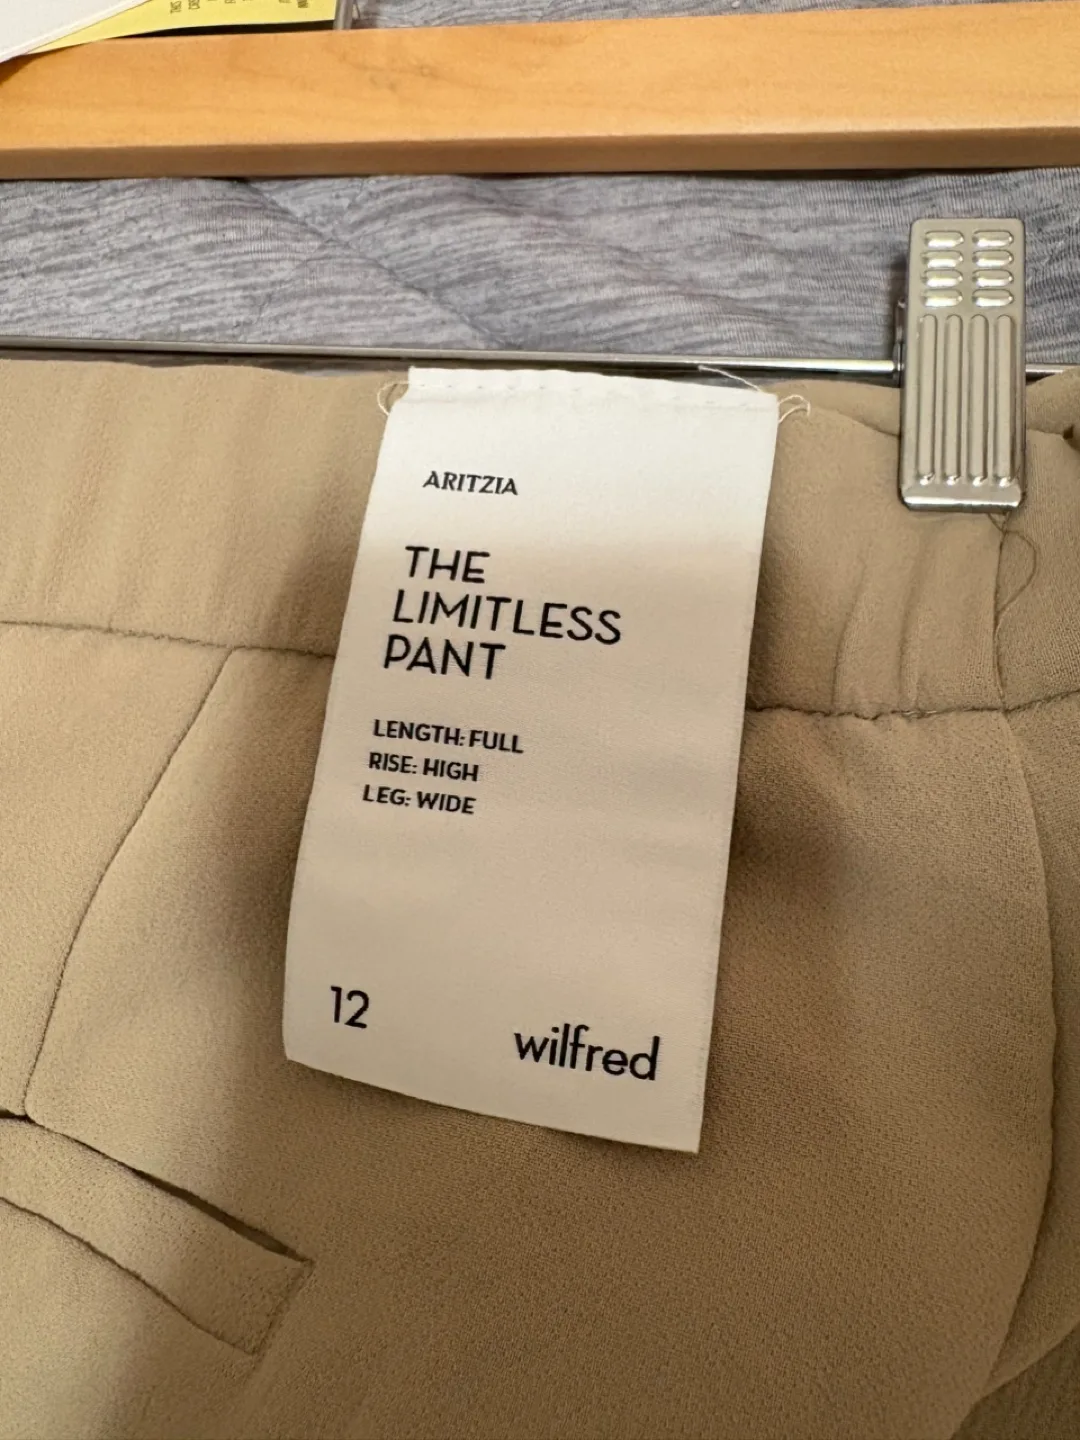 ARITZIA
THE
LIMITLESS
PANT
LENGTH: FULL
RISE: HIGH
LEG: WIDE
12
wilfred